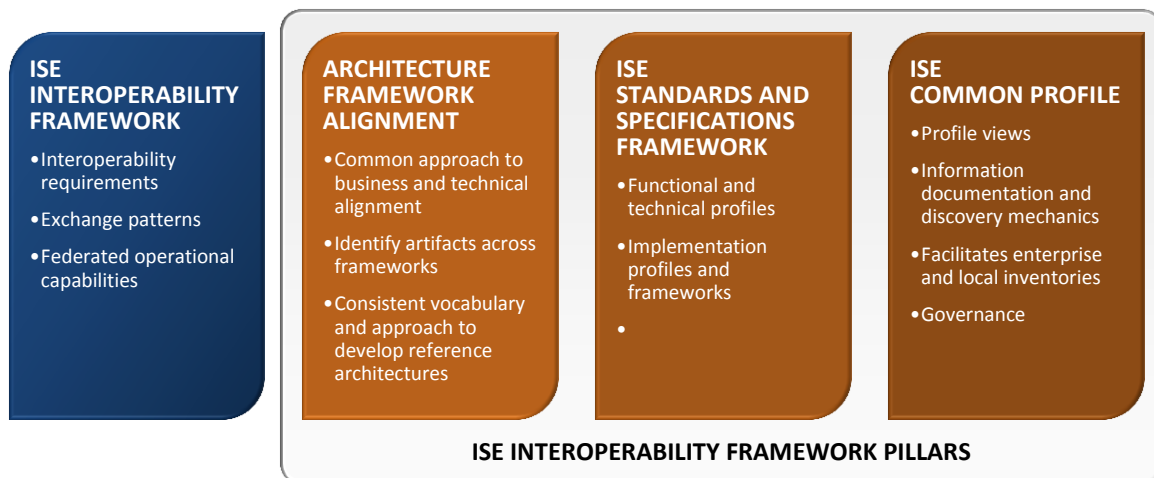 ISE
INTEROPERABILITY
FRAMEWORK
•Interoperability
requirements
•Exchange patterns
•Federated operational
capabilities
ARCHITECTURE
FRAMEWORK
ALIGNMENT
•Common approach to
business and technical
alignment
•Identify artifacts across
frameworks
•Consistent vocabulary
and approach to
develop reference
architectures
ISE
STANDARDS AND
SPECIFICATIONS
FRAMEWORK
•Functional and
technical profiles
•Implementation
profiles and
frameworks
•
ISE
COMMON PROFILE
•Profile views
•Information
documentation and
discovery mechanics
•Facilitates enterprise
and local inventories
•Governance
ISE INTEROPERABILITY FRAMEWORK PILLARS